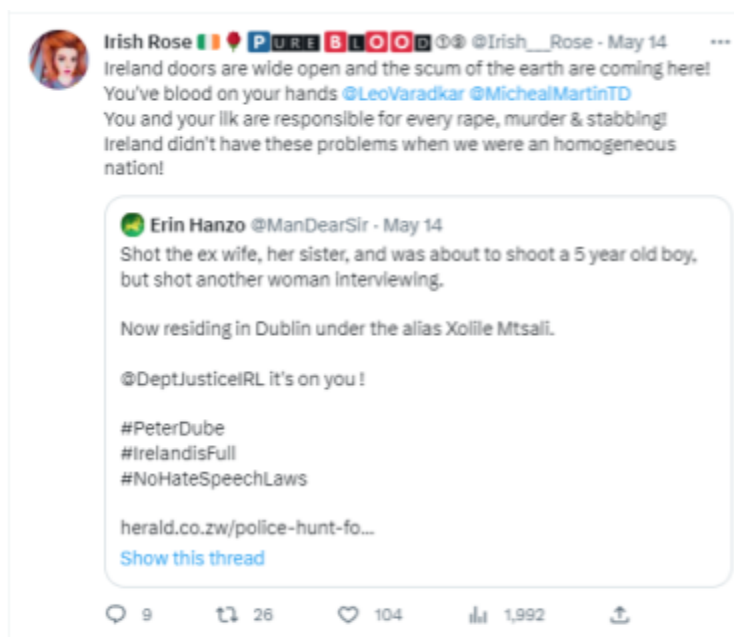 Irish Rose 🇮🇪🌹 PURE BLOOD ①⑨ @Irish__Rose · May 14
Ireland doors are wide open and the scum of the earth are coming here!
You've blood on your hands @LeoVaradkar @MichealMartinTD
You and your ilk are responsible for every rape, murder & stabbing!
Ireland didn't have these problems when we were an homogeneous
nation!
Erin Hanzo @ManDearSir · May 14
Shot the ex wife, her sister, and was about to shoot a 5 year old boy,
but shot another woman interviewing.
Now residing in Dublin under the alias Xolile Mtsali.
@DeptJusticeIRL it's on you !
#PeterDube
#IrelandisFull
#NoHateSpeechLaws
herald.co.zw/police-hunt-fo...
Show this thread
9 26 104 1,992